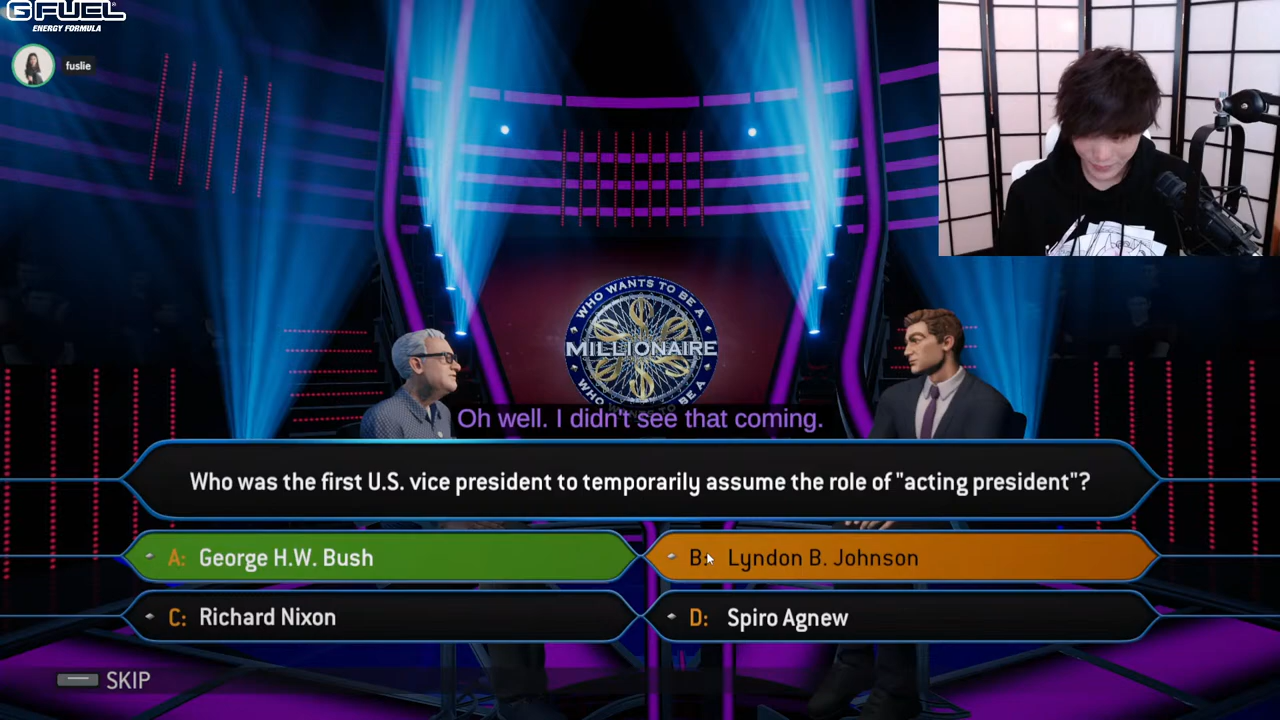 G FUEL
ENERGY FORMULA
fuslie
WHO WANTS TO BE A
MILLIONAIRE
Oh well. I didn't see that coming.
Who was the first U.S. vice president to temporarily assume the role of "acting president"?
A: George H.W. Bush
B: Lyndon B. Johnson
C: Richard Nixon
D: Spiro Agnew
SKIP